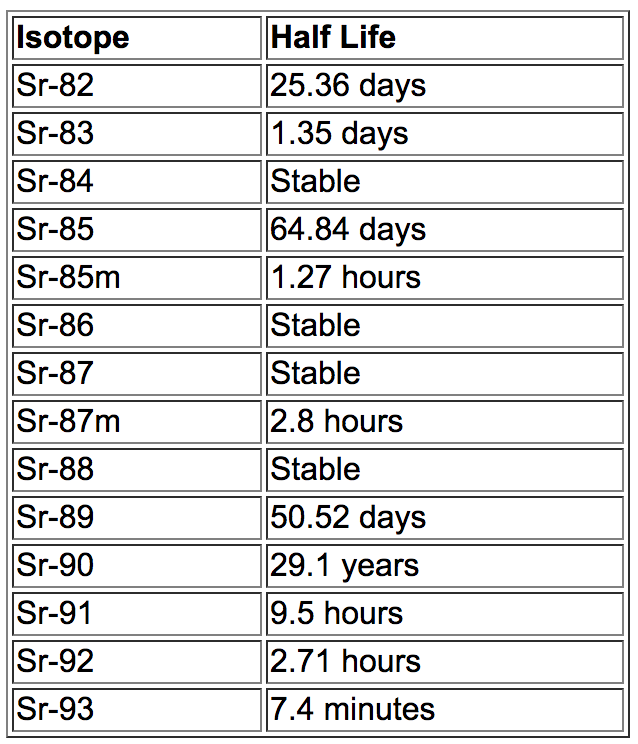 Isotope Half Life
Sr-82 25.36 days
Sr-83 1.35 days
Sr-84 Stable
Sr-85 64.84 days
Sr-85m 1.27 hours
Sr-86 Stable
Sr-87 Stable
Sr-87m 2.8 hours
Sr-88 Stable
Sr-89 50.52 days
Sr-90 29.1 years
Sr-91 9.5 hours
Sr-92 2.71 hours
Sr-93 7.4 minutes